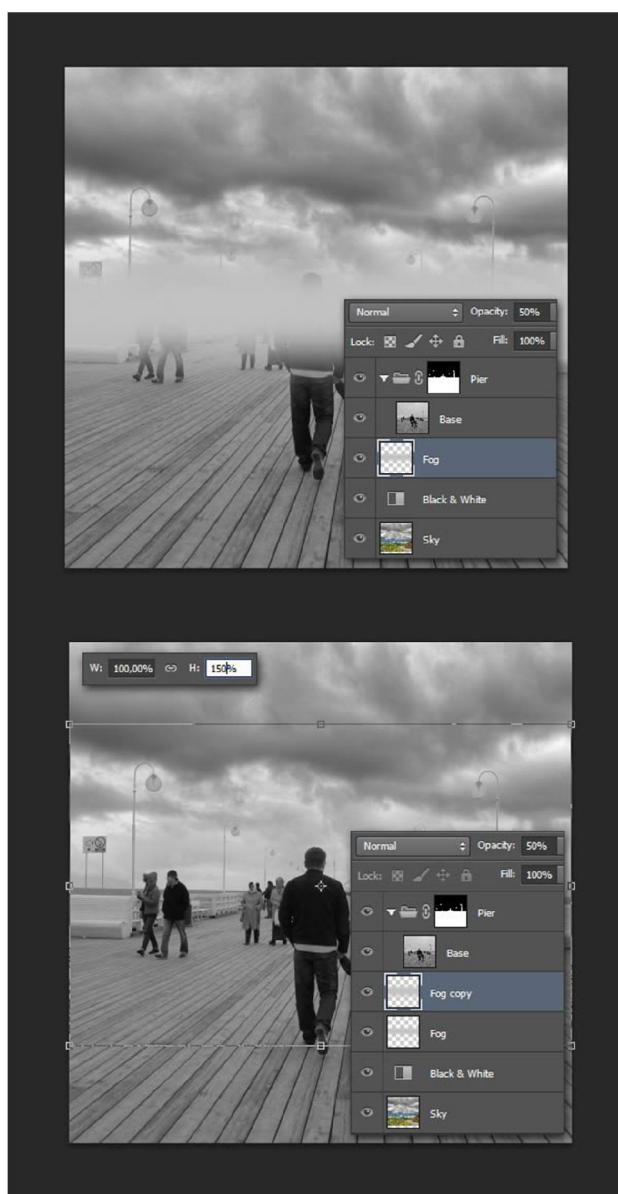 Normal Opacity: 50%
Lock: Fill: 100%
Pier
Base
Fog
Black & White
Sky
W: 100,00% H: 150%
Normal Opacity: 50%
Lock: Fill: 100%
Pier
Base
Fog copy
Fog
Black & White
Sky